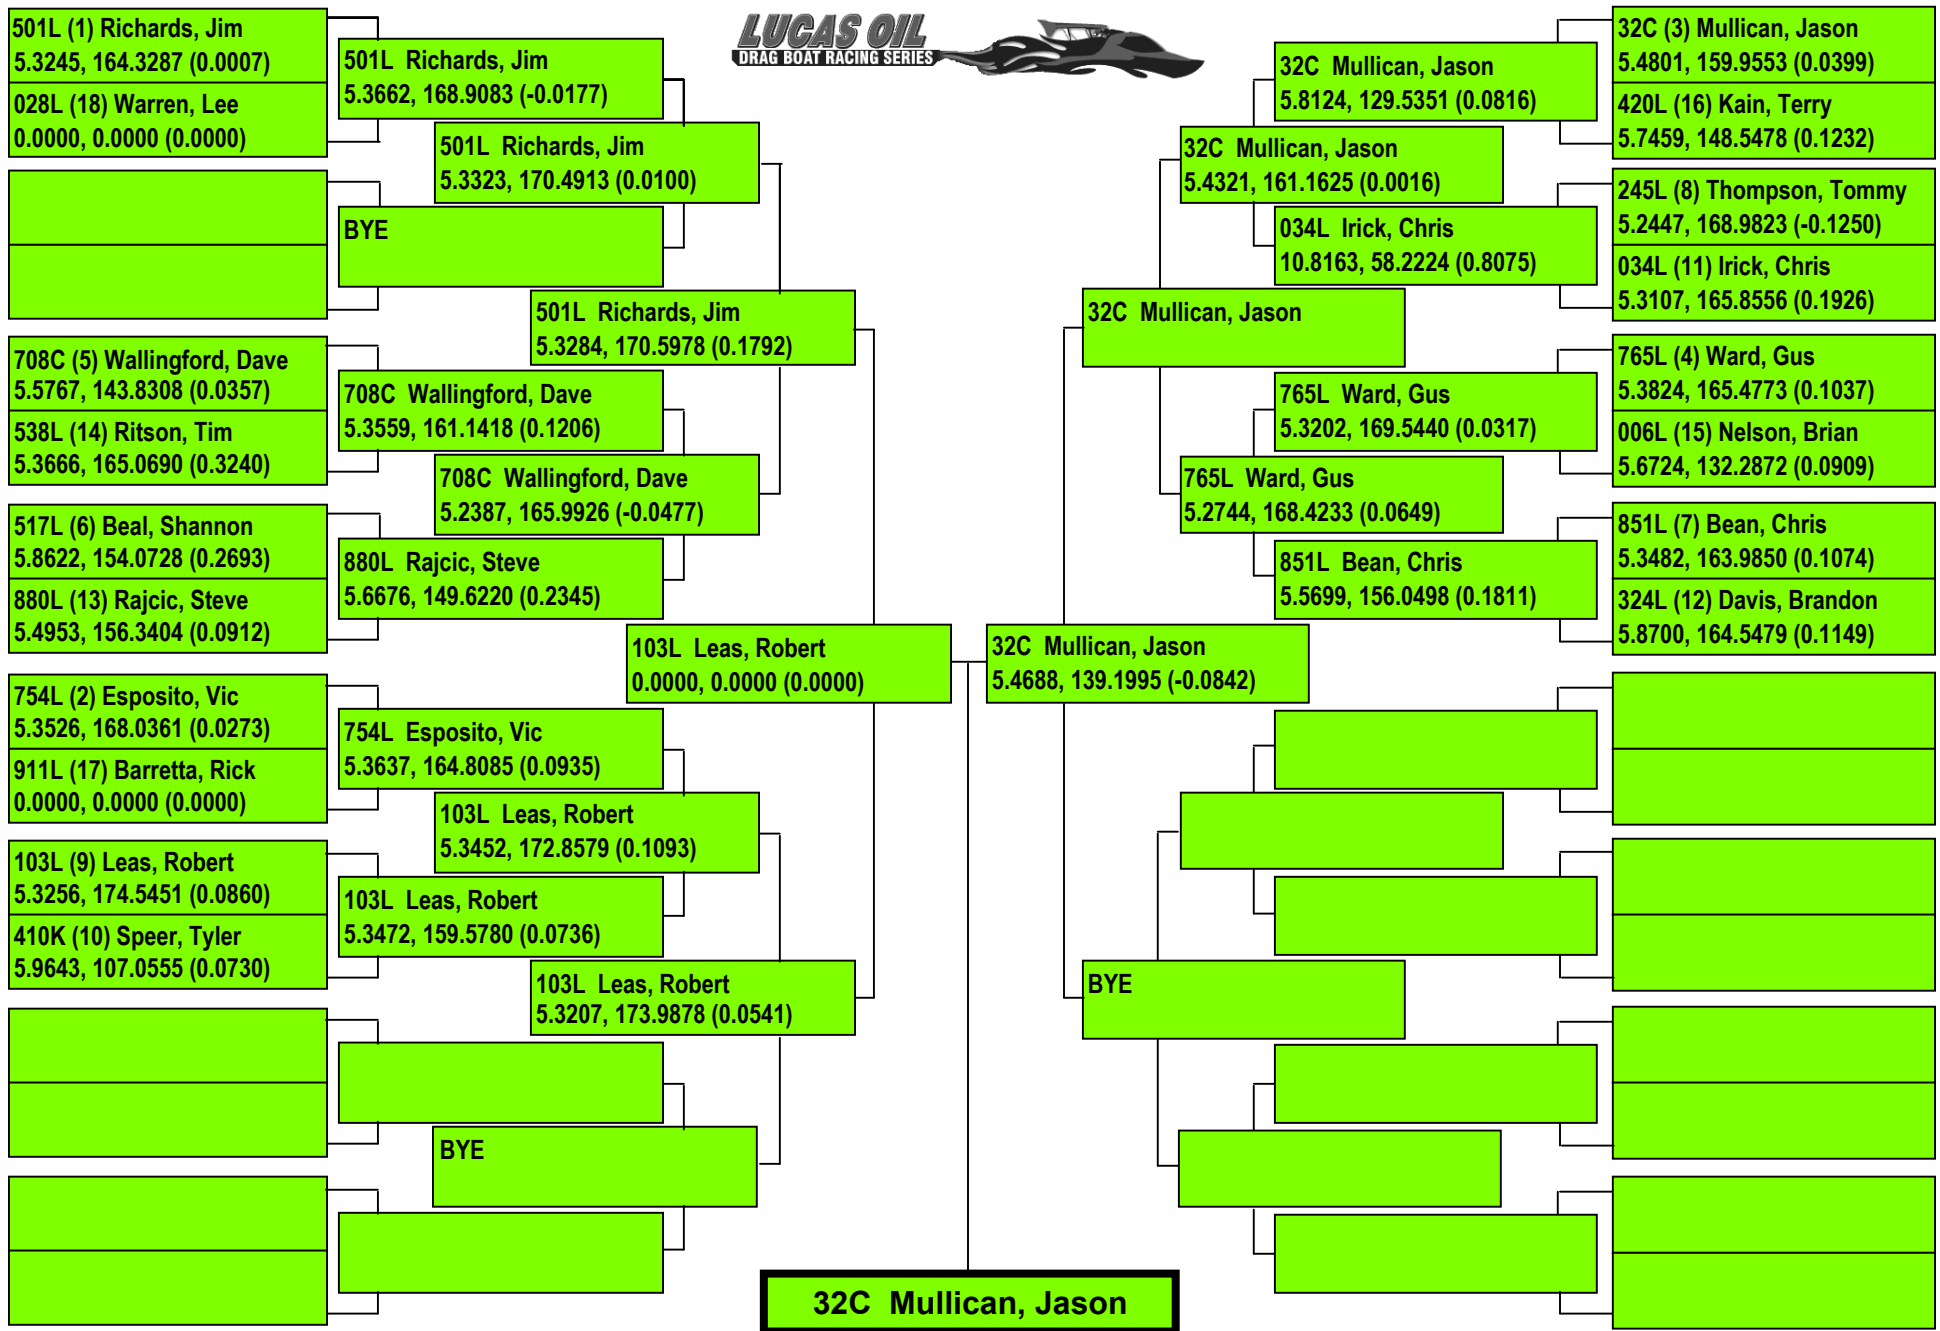 LUCAS OIL
DRAG BOAT RACING SERIES
501L (1) Richards, Jim
5.3245, 164.3287 (0.0007)
028L (18) Warren, Lee
0.0000, 0.0000 (0.0000)
708C (5) Wallingford, Dave
5.5767, 143.8308 (0.0357)
538L (14) Ritson, Tim
5.3666, 165.0690 (0.3240)
517L (6) Beal, Shannon
5.8622, 154.0728 (0.2693)
880L (13) Rajcic, Steve
5.4953, 156.3404 (0.0912)
754L (2) Esposito, Vic
5.3526, 168.0361 (0.0273)
911L (17) Barretta, Rick
0.0000, 0.0000 (0.0000)
103L (9) Leas, Robert
5.3256, 174.5451 (0.0860)
410K (10) Speer, Tyler
5.9643, 107.0555 (0.0730)
501L Richards, Jim
5.3662, 168.9083 (-0.0177)
BYE
708C Wallingford, Dave
5.3559, 161.1418 (0.1206)
880L Rajcic, Steve
5.6676, 149.6220 (0.2345)
754L Esposito, Vic
5.3637, 164.8085 (0.0935)
103L Leas, Robert
5.3472, 159.5780 (0.0736)
501L Richards, Jim
5.3323, 170.4913 (0.0100)
708C Wallingford, Dave
5.2387, 165.9926 (-0.0477)
103L Leas, Robert
5.3452, 172.8579 (0.1093)
BYE
501L Richards, Jim
5.3284, 170.5978 (0.1792)
103L Leas, Robert
5.3207, 173.9878 (0.0541)
103L Leas, Robert
0.0000, 0.0000 (0.0000)
32C Mullican, Jason
5.4688, 139.1995 (-0.0842)
32C Mullican, Jason
BYE
32C Mullican, Jason
5.4321, 161.1625 (0.0016)
765L Ward, Gus
5.2744, 168.4233 (0.0649)
32C Mullican, Jason
5.8124, 129.5351 (0.0816)
034L Irick, Chris
10.8163, 58.2224 (0.8075)
765L Ward, Gus
5.3202, 169.5440 (0.0317)
851L Bean, Chris
5.5699, 156.0498 (0.1811)
32C (3) Mullican, Jason
5.4801, 159.9553 (0.0399)
420L (16) Kain, Terry
5.7459, 148.5478 (0.1232)
245L (8) Thompson, Tommy
5.2447, 168.9823 (-0.1250)
034L (11) Irick, Chris
5.3107, 165.8556 (0.1926)
765L (4) Ward, Gus
5.3824, 165.4773 (0.1037)
006L (15) Nelson, Brian
5.6724, 132.2872 (0.0909)
851L (7) Bean, Chris
5.3482, 163.9850 (0.1074)
324L (12) Davis, Brandon
5.8700, 164.5479 (0.1149)
32C Mullican, Jason